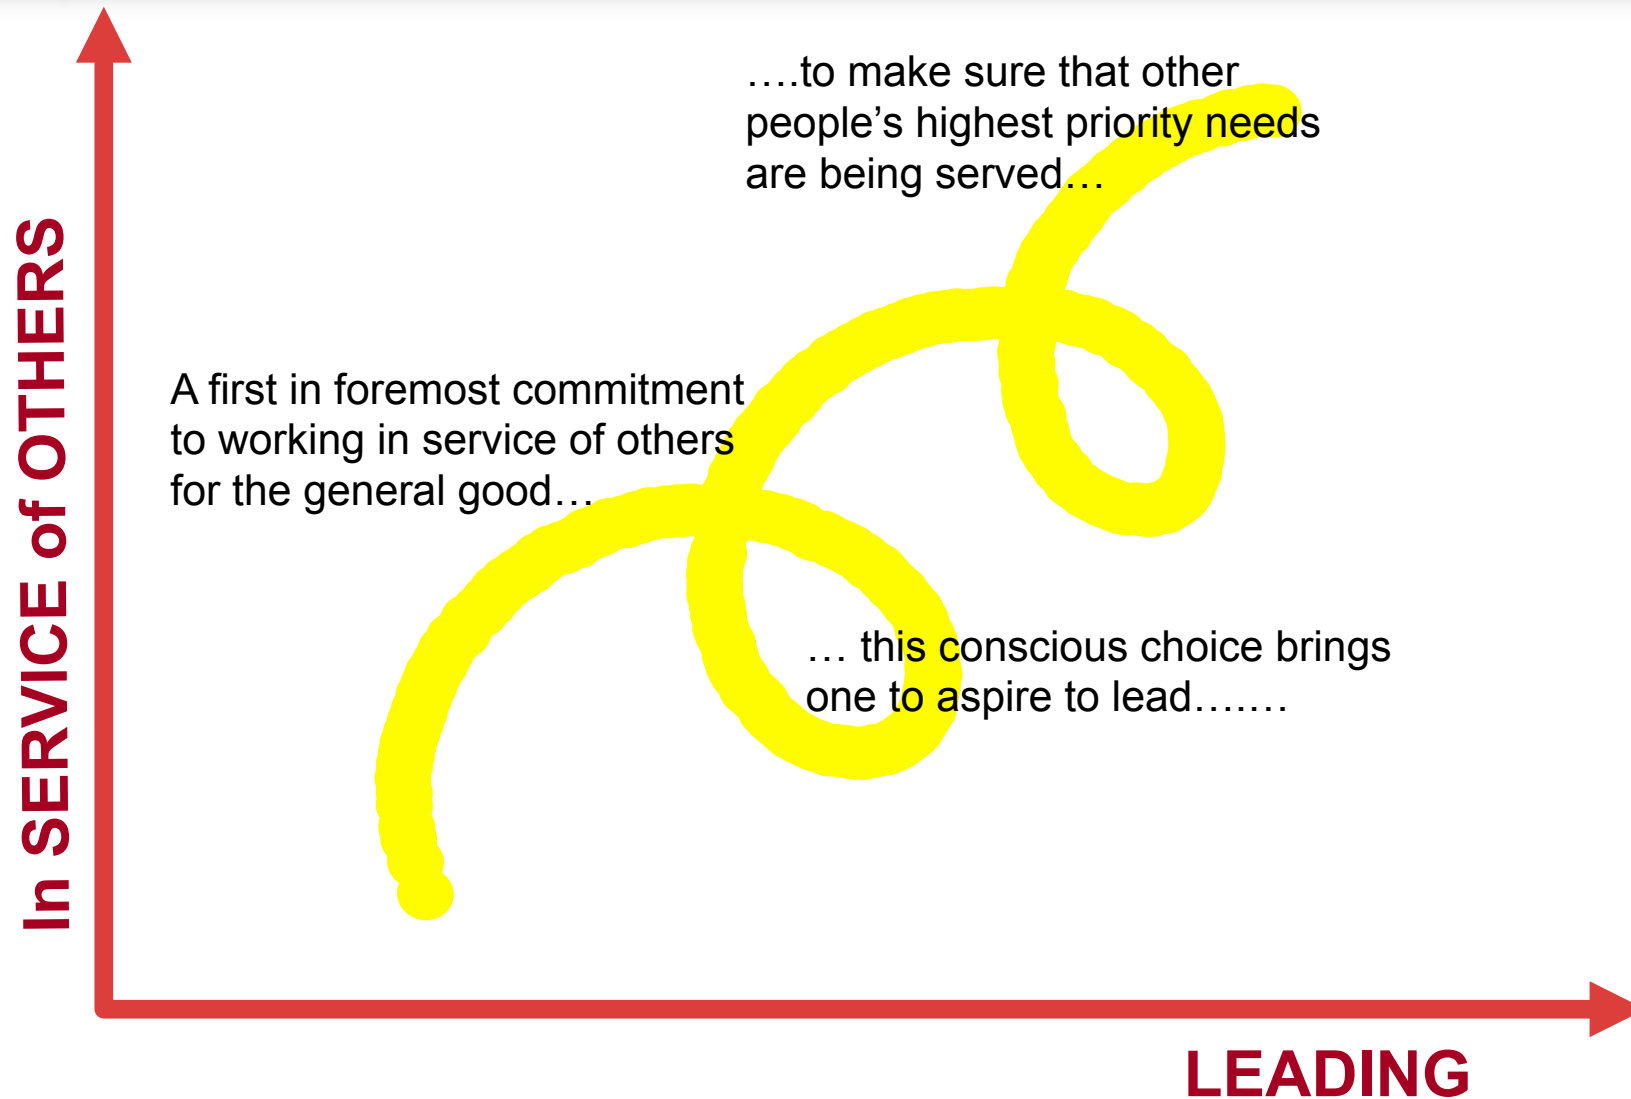 ….to make sure that other
people’s highest priority needs
are being served…
A first in foremost commitment
to working in service of others
for the general good…
… this conscious choice brings
one to aspire to lead….…
In SERVICE of OTHERS
LEADING